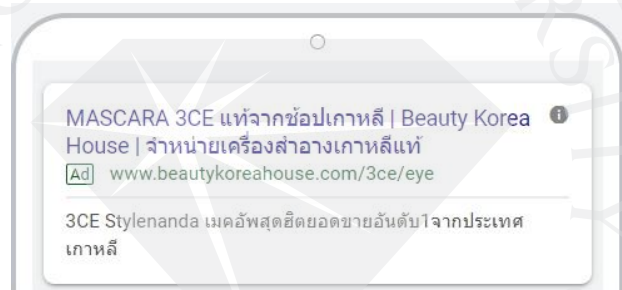 MASCARA 3CE แท้จากช้อปเกาหลี | Beauty Korea
House | จำหน่ายเครื่องสำอางเกาหลีแท้
Ad www.beautykoreahouse.com/3ce/eye
3CE Stylenanda เมคอัพสุดฮิตยอดขายอันดับ1จากประเทศ
เกาหลี